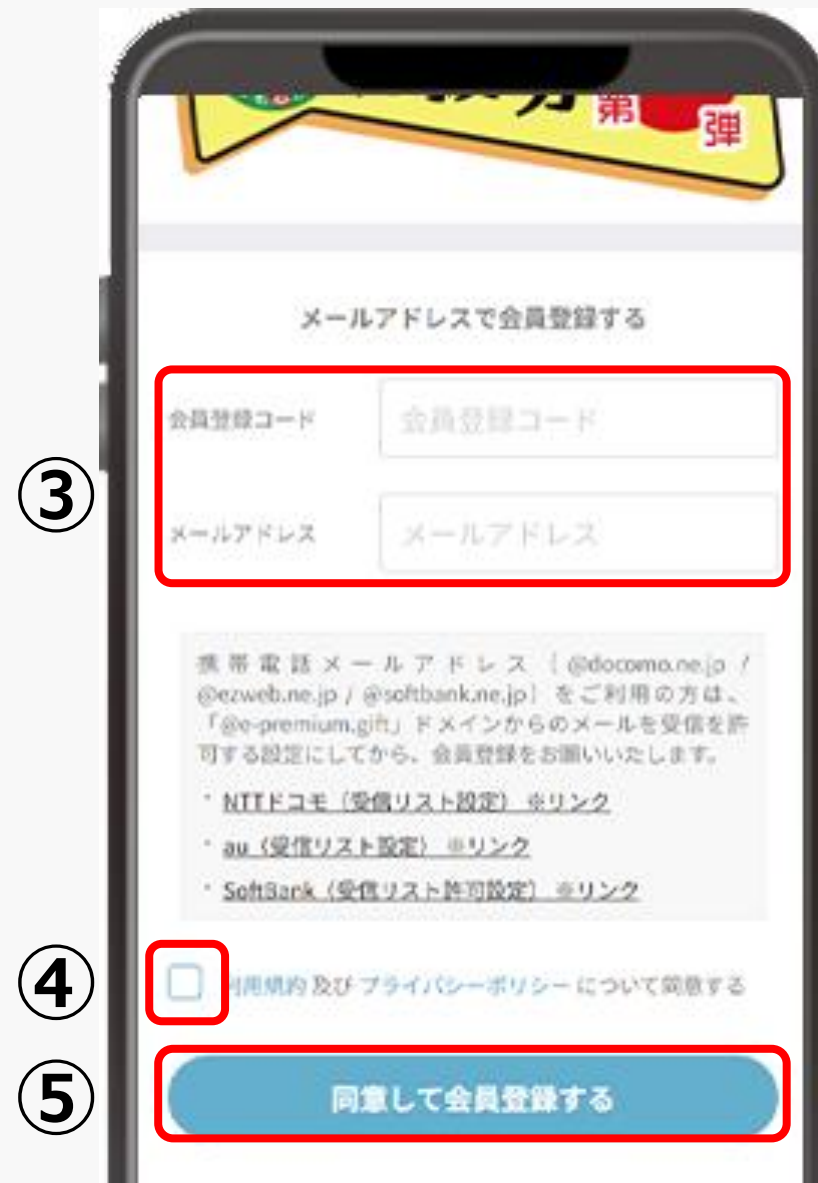 第
弾
メールアドレスで会員登録する
会員登録コード
会員登録コード
③
メールアドレス
メールアドレス
携帯電話メールアドレス［@docomo.ne.jp /
@ezweb.ne.jp / @softbank.ne.jp］をご利用の方は、
「@e-premium.gift」ドメインからのメールを受信を許
可する設定にしてから、会員登録をお願いいたします。
・NTTドコモ（受信リスト設定） ※リンク
・au（受信リスト設定） ※リンク
・SoftBank（受信リスト許可設定） ※リンク
④
利用規約 及び プライバシーポリシー について同意する
⑤
同意して会員登録する